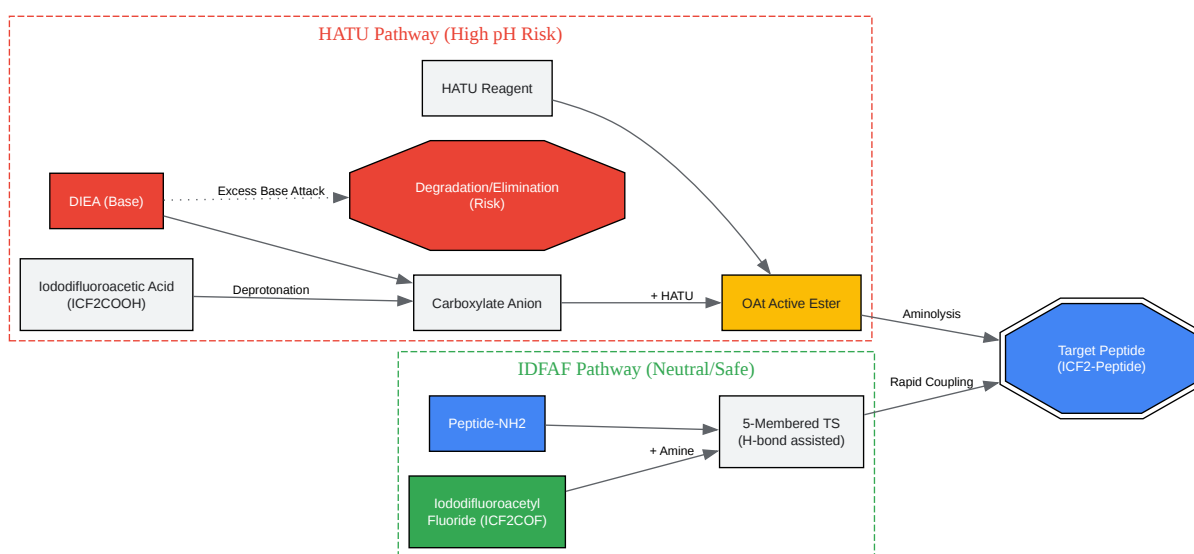 HATU Pathway (High pH Risk)
HATU Reagent
DIEA (Base)
Excess Base Attack
Degradation/Elimination
(Risk)
Iododifluoroacetic Acid
(ICF2COOH)
Deprotonation
Carboxylate Anion
+ HATU
OAt Active Ester
Aminolysis
Target Peptide
(ICF2-Peptide)
IDFAF Pathway (Neutral/Safe)
Rapid Coupling
Peptide-NH2
5-Membered TS
(H-bond assisted)
+ Amine
Iododifluoroacetyl
Fluoride (ICF2COF)